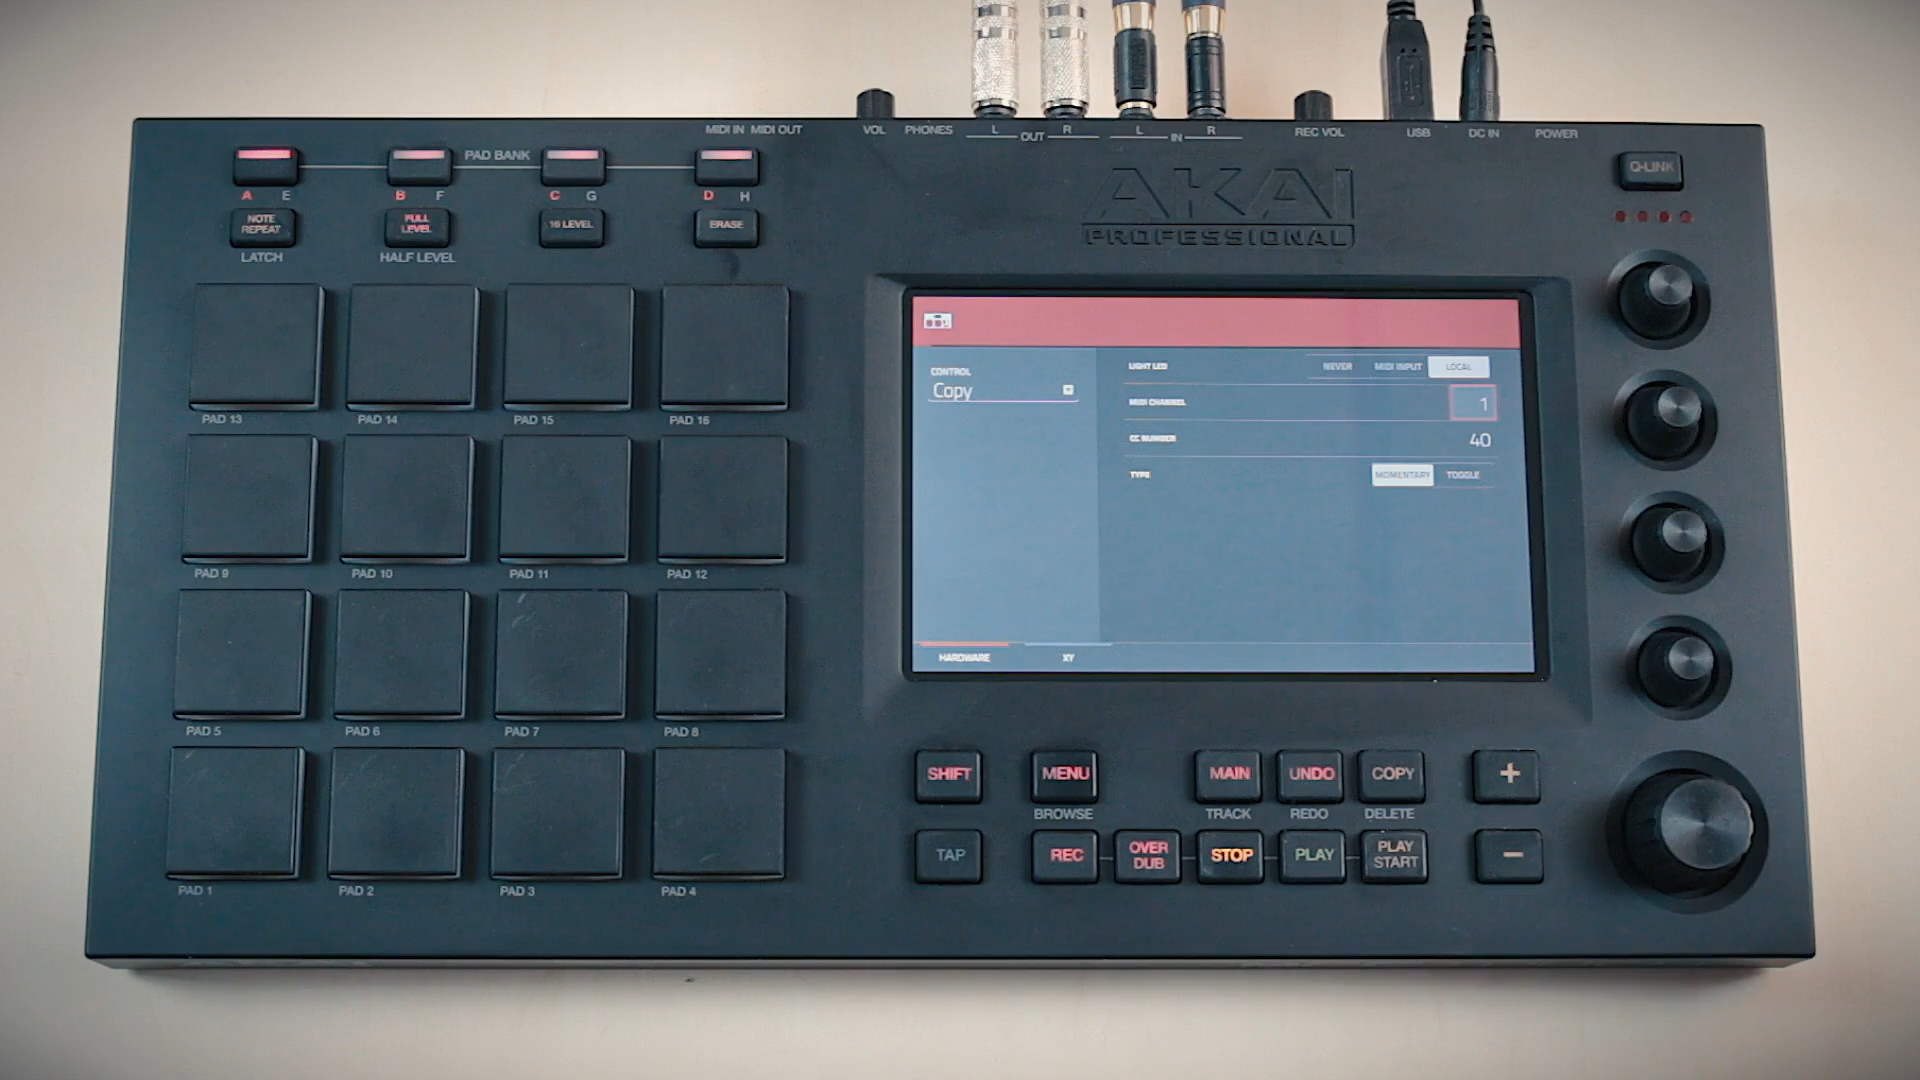 MIDI IN MIDI OUT
VOL PHONES L OUT R L IN R REC VOL USB DC IN POWER
PAD BANK
A E B F C G D H
NOTE REPEAT
FULL LEVEL
16 LEVEL
ERASE
LATCH
HALF LEVEL
AKAI
PROFESSIONAL
Q-LINK
CONTROL
Copy
LIGHT LED NEVER MIDI INPUT LOCAL
MIDI CHANNEL 1
CC NUMBER 40
TYPE MOMENTARY TOGGLE
HARDWARE XY
PAD 13 PAD 14 PAD 15 PAD 16
PAD 9 PAD 10 PAD 11 PAD 12
PAD 5 PAD 6 PAD 7 PAD 8
PAD 1 PAD 2 PAD 3 PAD 4
SHIFT MENU MAIN UNDO COPY +
BROWSE TRACK REDO DELETE
TAP REC OVER DUB STOP PLAY PLAY START −